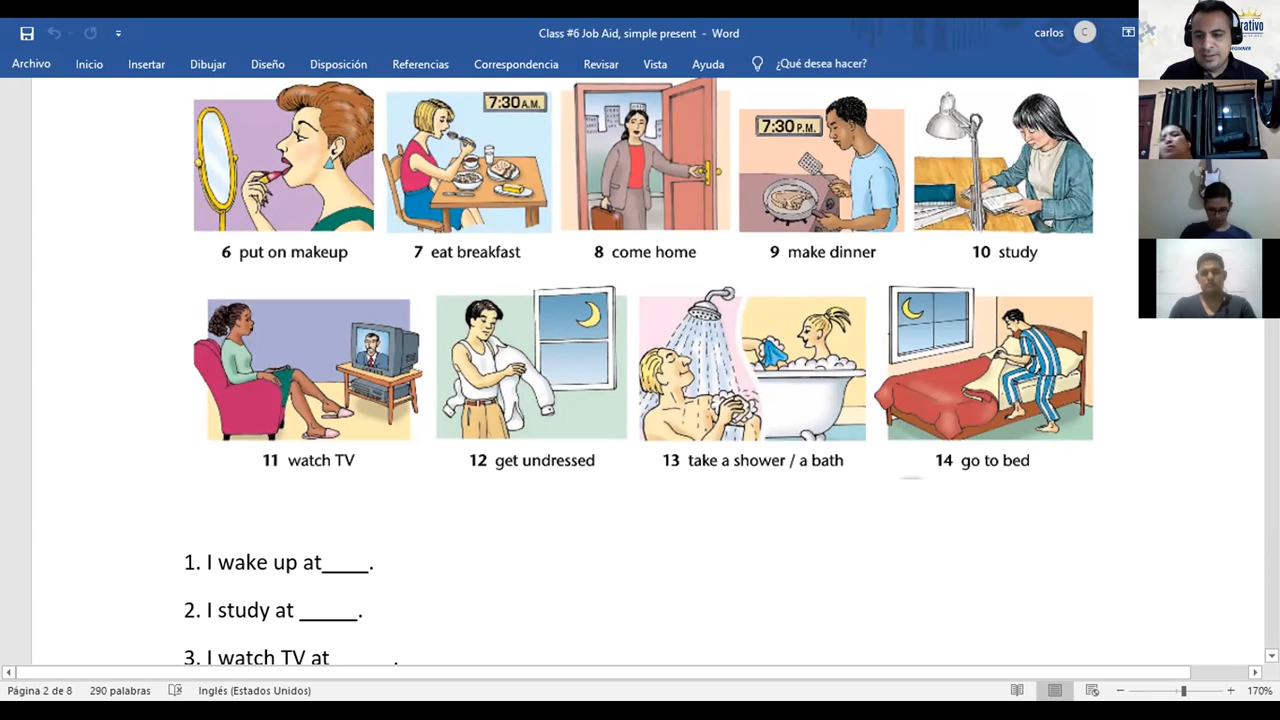 Class #6 Job Aid, simple present - Word
carlos
C
Archivo Inicio Insertar Dibujar Diseño Disposición Referencias Correspondencia Revisar Vista Ayuda ¿Qué desea hacer?
7:30 A.M.
7:30 P.M.
6 put on makeup
7 eat breakfast
8 come home
9 make dinner
10 study
11 watch TV
12 get undressed
13 take a shower / a bath
14 go to bed
1. I wake up at____.
2. I study at _____.
3. I watch TV at _____.
Página 2 de 8 290 palabras Inglés (Estados Unidos) 170%